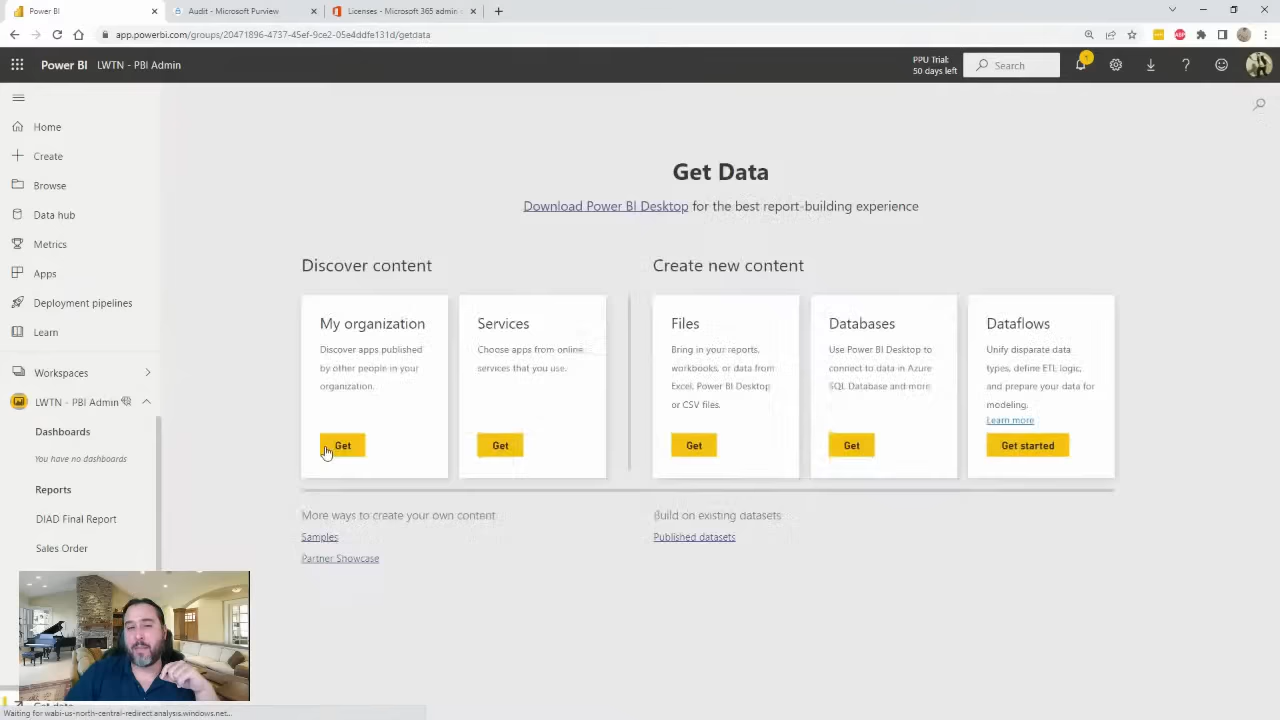 Power BI
Audit - Microsoft Purview
Licenses - Microsoft 365 admin
app.powerbi.com/groups/20471896-4737-45ef-9ce2-05e4ddfe131d/getdata
Power BI LWTN - PBI Admin
PPU Trial:
50 days left
Search
1
Home
Create
Browse
Data hub
Metrics
Apps
Deployment pipelines
Learn
Workspaces
LWTN - PBI Admin
Dashboards
You have no dashboards
Reports
DIAD Final Report
Sales Order
Get Data
Download Power BI Desktop for the best report-building experience
Discover content
My organization
Discover apps published
by other people in your
organization.
Get
Services
Choose apps from online
services that you use.
Get
Create new content
Files
Bring in your reports,
workbooks, or data from
Excel, Power BI Desktop
or CSV files.
Get
Databases
Use Power BI Desktop to
connect to data in Azure
SQL Database and more.
Get
Dataflows
Unify disparate data
types, define ETL logic,
and prepare your data for
modeling.
Learn more
Get started
More ways to create your own content
Samples
Partner Showcase
Build on existing datasets
Published datasets
Waiting for wabi-us-north-central-redirect.analysis.windows.net...